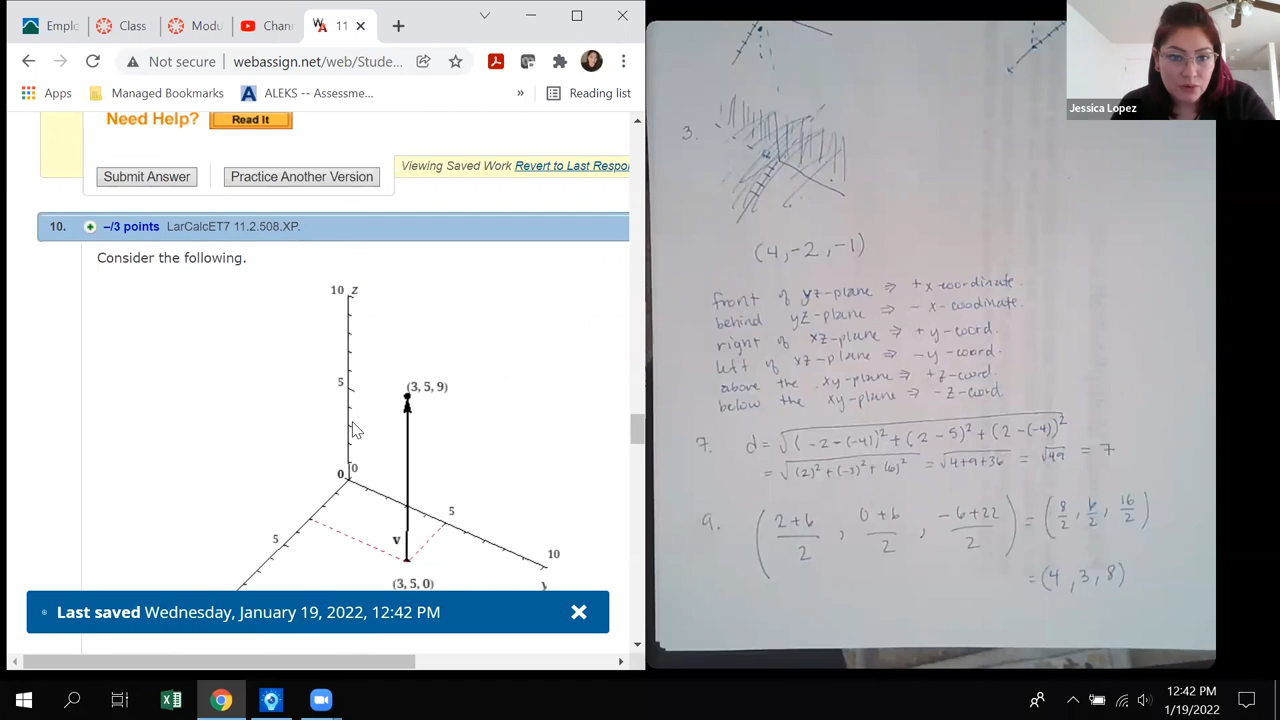 Emplo
Class
Modu
Chann
11
Not secure
webassign.net/web/Stude...
Apps
Managed Bookmarks
ALEKS -- Assessme...
»
Reading list
Need Help?
Read It
Submit Answer
Practice Another Version
Viewing Saved Work Revert to Last Respo
10.
–/3 points
LarCalcET7 11.2.508.XP.
Consider the following.
10 z
5
(3, 5, 9)
0
0
5
5
v
10
(3, 5, 0)
Last saved Wednesday, January 19, 2022, 12:42 PM
Jessica Lopez
3.
(4, -2, -1)
front of yz-plane ⇒ +x-coordinate.
behind yz-plane ⇒ - x-coodinate.
right of xz-plane ⇒ +y-coord.
left of xz-plane ⇒ -y-coord.
above the xy-plane ⇒ +z-coord.
below the xy-plane ⇒ -z-coord.
7. d = √(-2-(-4))² + (2-5)² + (2-(-4))²
= √(2)² + (-3)² + (6)² = √4+9+36 = √49 = 7
9. (2+6/2, 0+6/2, -6+22/2) = (8/2, 6/2, 16/2)
= (4, 3, 8)
12:42 PM
1/19/2022